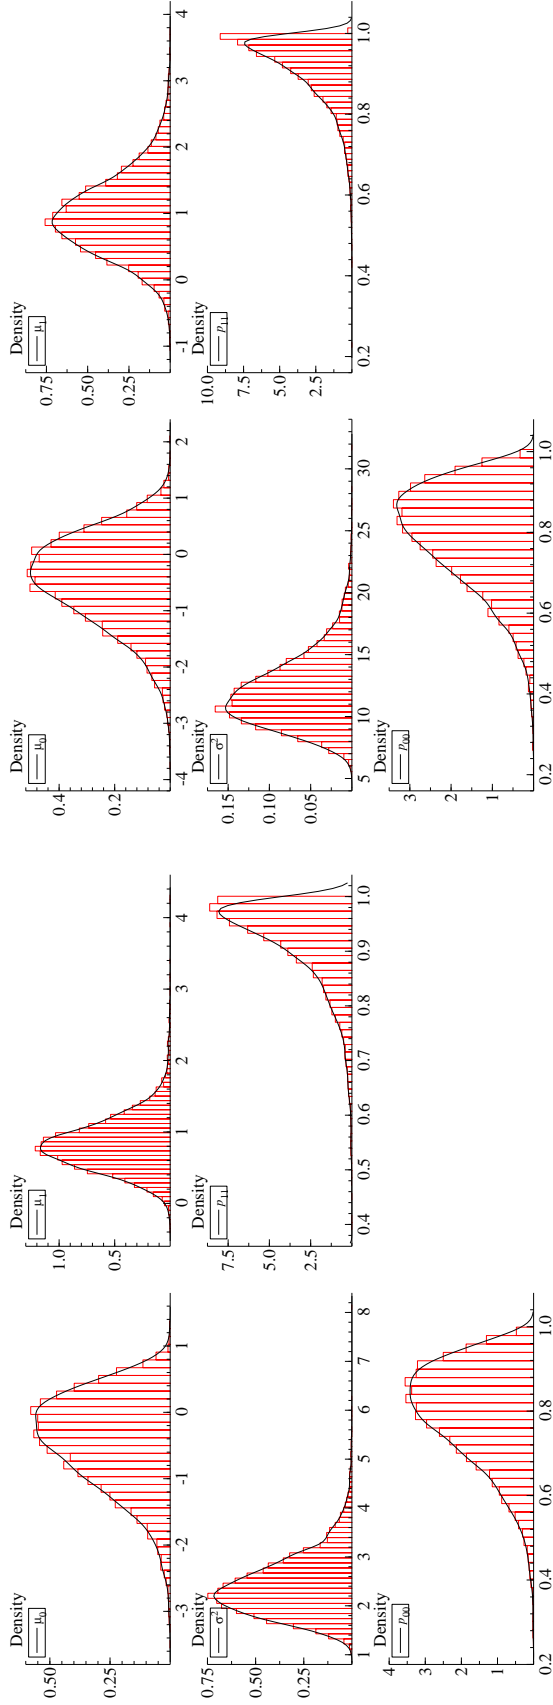 Density
μ₀
0.50
0.25
-3 -2 -1 0 1
Density
μ₁
1.0
0.5
0 1 2 3 4
Density
σ²
0.75
0.50
0.25
1 2 3 4 5 6 7 8
Density
p₁₁
7.5
5.0
2.5
0.4 0.5 0.6 0.7 0.8 0.9 1.0
Density
p₀₀
4
3
2
1
0.2 0.4 0.6 0.8 1.0
Density
μ₀
0.4
0.2
-4 -3 -2 -1 0 1 2
Density
μ₁
0.75
0.50
0.25
-1 0 1 2 3 4
Density
σ²
0.15
0.10
0.05
5 10 15 20 25 30
Density
p₁₁
10.0
7.5
5.0
2.5
0.2 0.4 0.6 0.8 1.0
Density
p₀₀
3
2
1
0.2 0.4 0.6 0.8 1.0